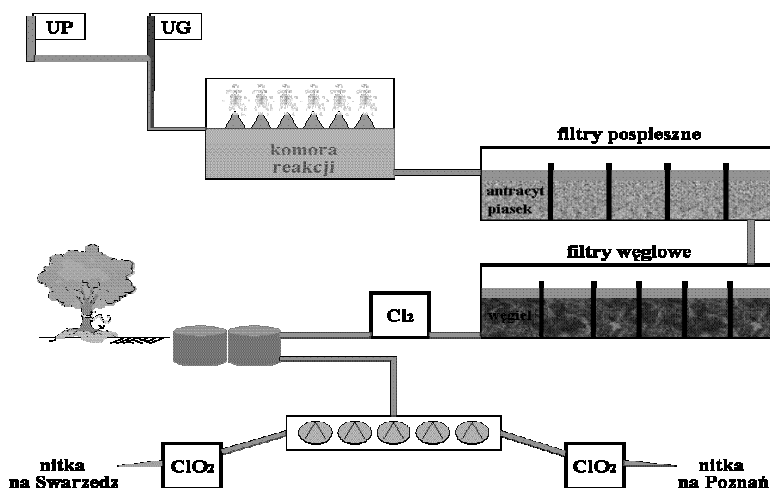 UP
UG
komora
reakcji
filtry pospieszne
antracyt
piasek
filtry węglowe
węgiel
Cl₂
ClO₂
nitka
na Swarzędz
ClO₂
nitka
na Poznań